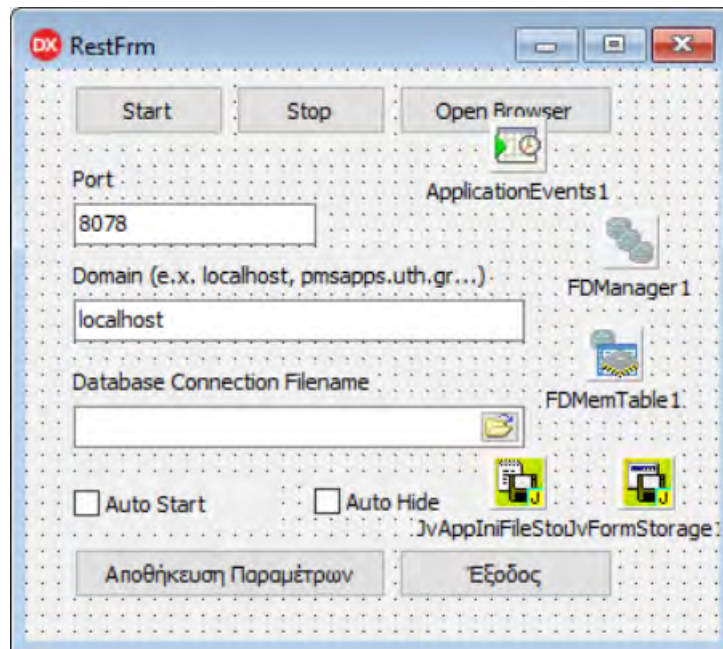 DX RestFrm
Start Stop Open Browser
ApplicationEvents1
Port
8078
FDManager1
Domain (e.x. localhost, pmsapps.uth.gr...)
localhost
Database Connection Filename
FDMemTable1
Auto Start Auto Hide
JvAppIniFileStorJvFormStorage1
Αποθήκευση Παραμέτρων Έξοδος